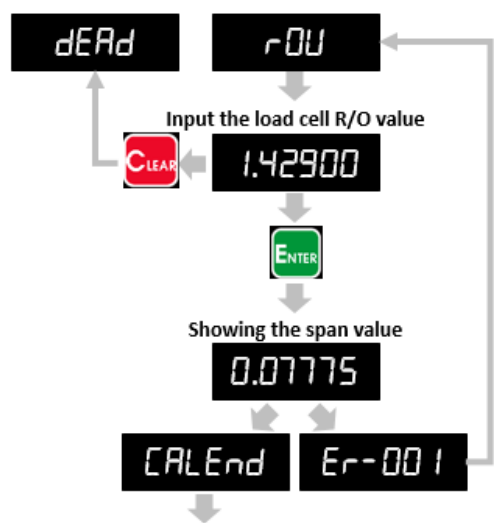 dEAd
rOU
Input the load cell R/O value
CLEAR
1.42900
ENTER
Showing the span value
0.07775
CALEnd
Er-001